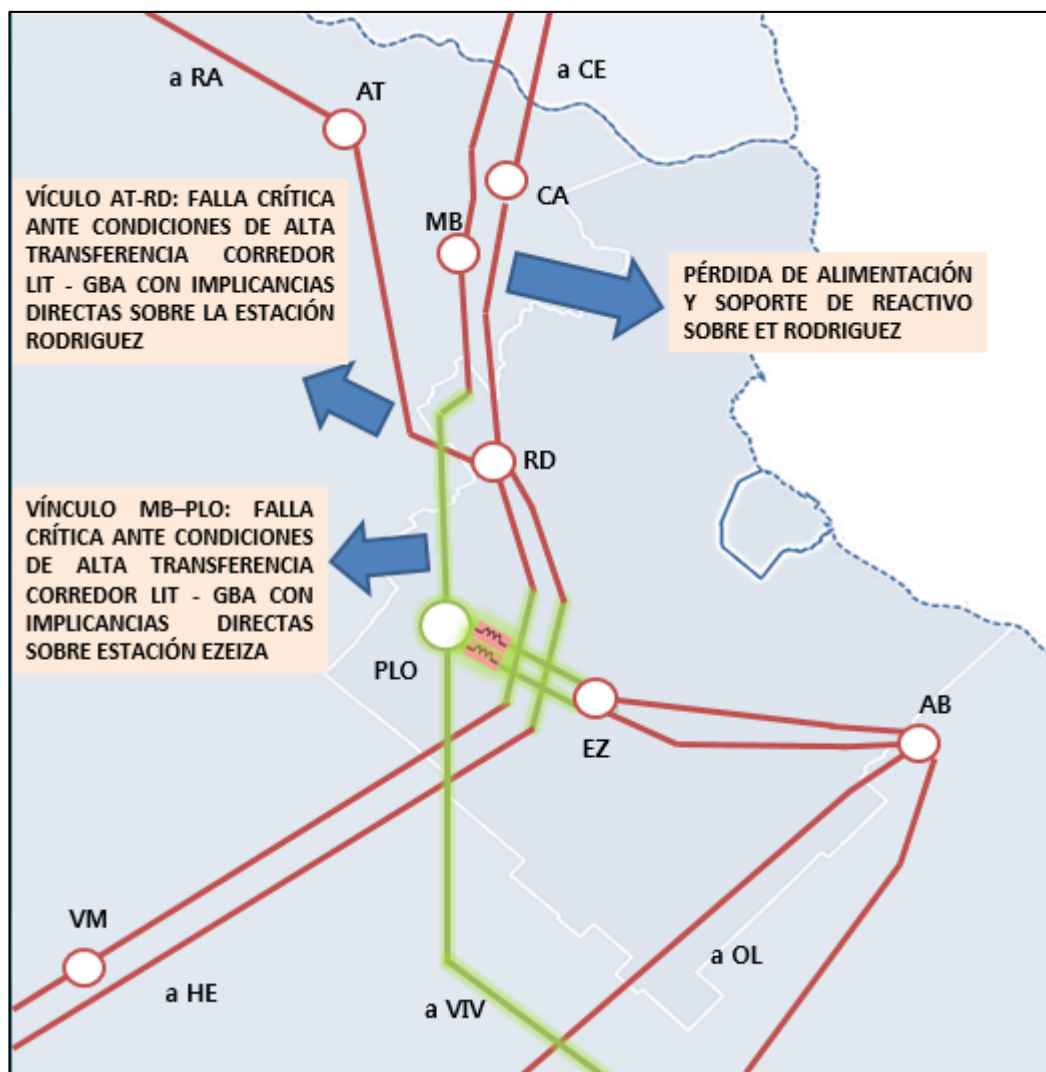 a RA
AT
a CE
CA
MB
VÍCULO AT-RD: FALLA CRÍTICA
ANTE CONDICIONES DE ALTA
TRANSFERENCIA CORREDOR
LIT - GBA CON IMPLICANCIAS
DIRECTAS SOBRE LA ESTACIÓN
RODRIGUEZ
PÉRDIDA DE ALIMENTACIÓN
Y SOPORTE DE REACTIVO
SOBRE ET RODRIGUEZ
RD
VÍNCULO MB–PLO: FALLA
CRÍTICA ANTE CONDICIONES
DE ALTA TRANSFERENCIA
CORREDOR LIT - GBA CON
IMPLICANCIAS DIRECTAS
SOBRE ESTACIÓN EZEIZA
PLO
EZ
AB
VM
a HE
a VIV
a OL